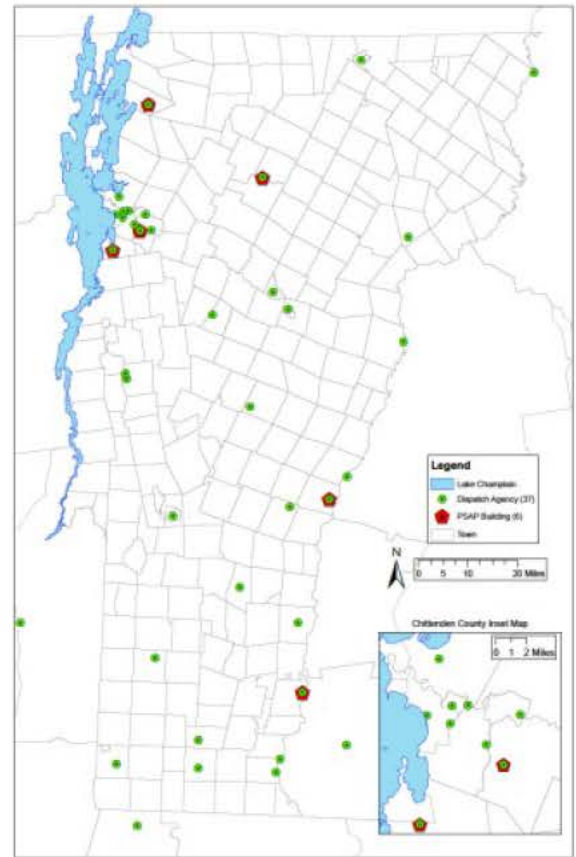 Legend
Lake Champlain
Dispatch Agency (37)
PSAP Building (6)
Town
N
0 5 10 20 Miles
Chittenden County Inset Map
0 1 2 Miles